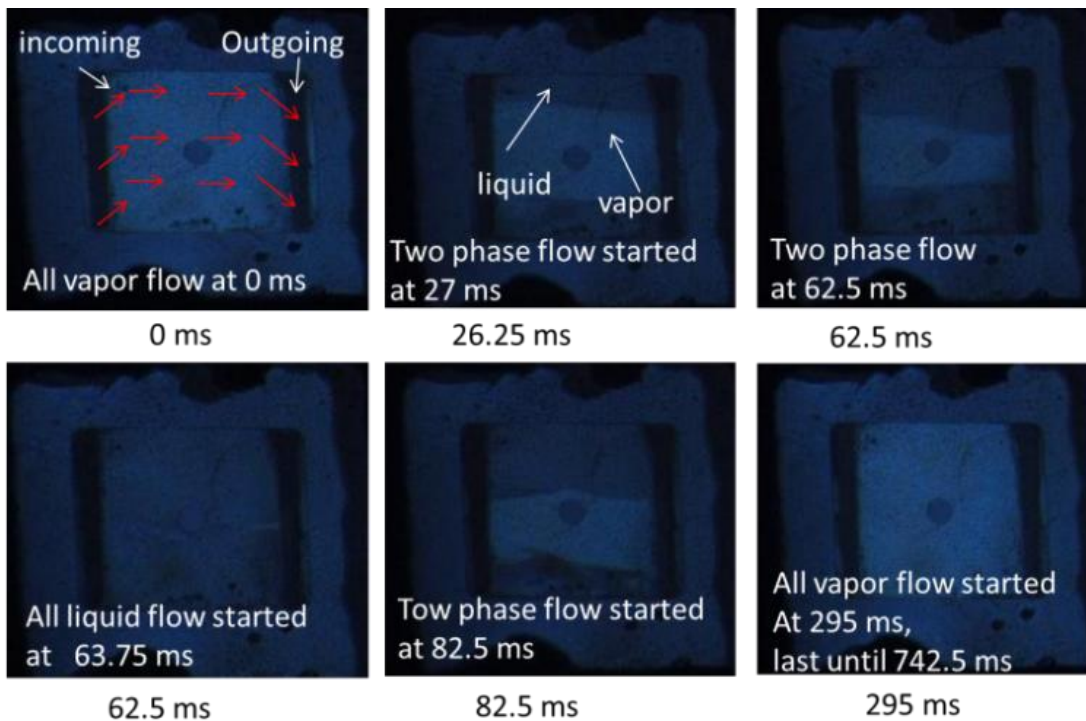 incoming
Outgoing
All vapor flow at 0 ms
0 ms
liquid
vapor
Two phase flow started
at 27 ms
26.25 ms
Two phase flow
at 62.5 ms
62.5 ms
All liquid flow started
at 63.75 ms
62.5 ms
Tow phase flow started
at 82.5 ms
82.5 ms
All vapor flow started
At 295 ms,
last until 742.5 ms
295 ms